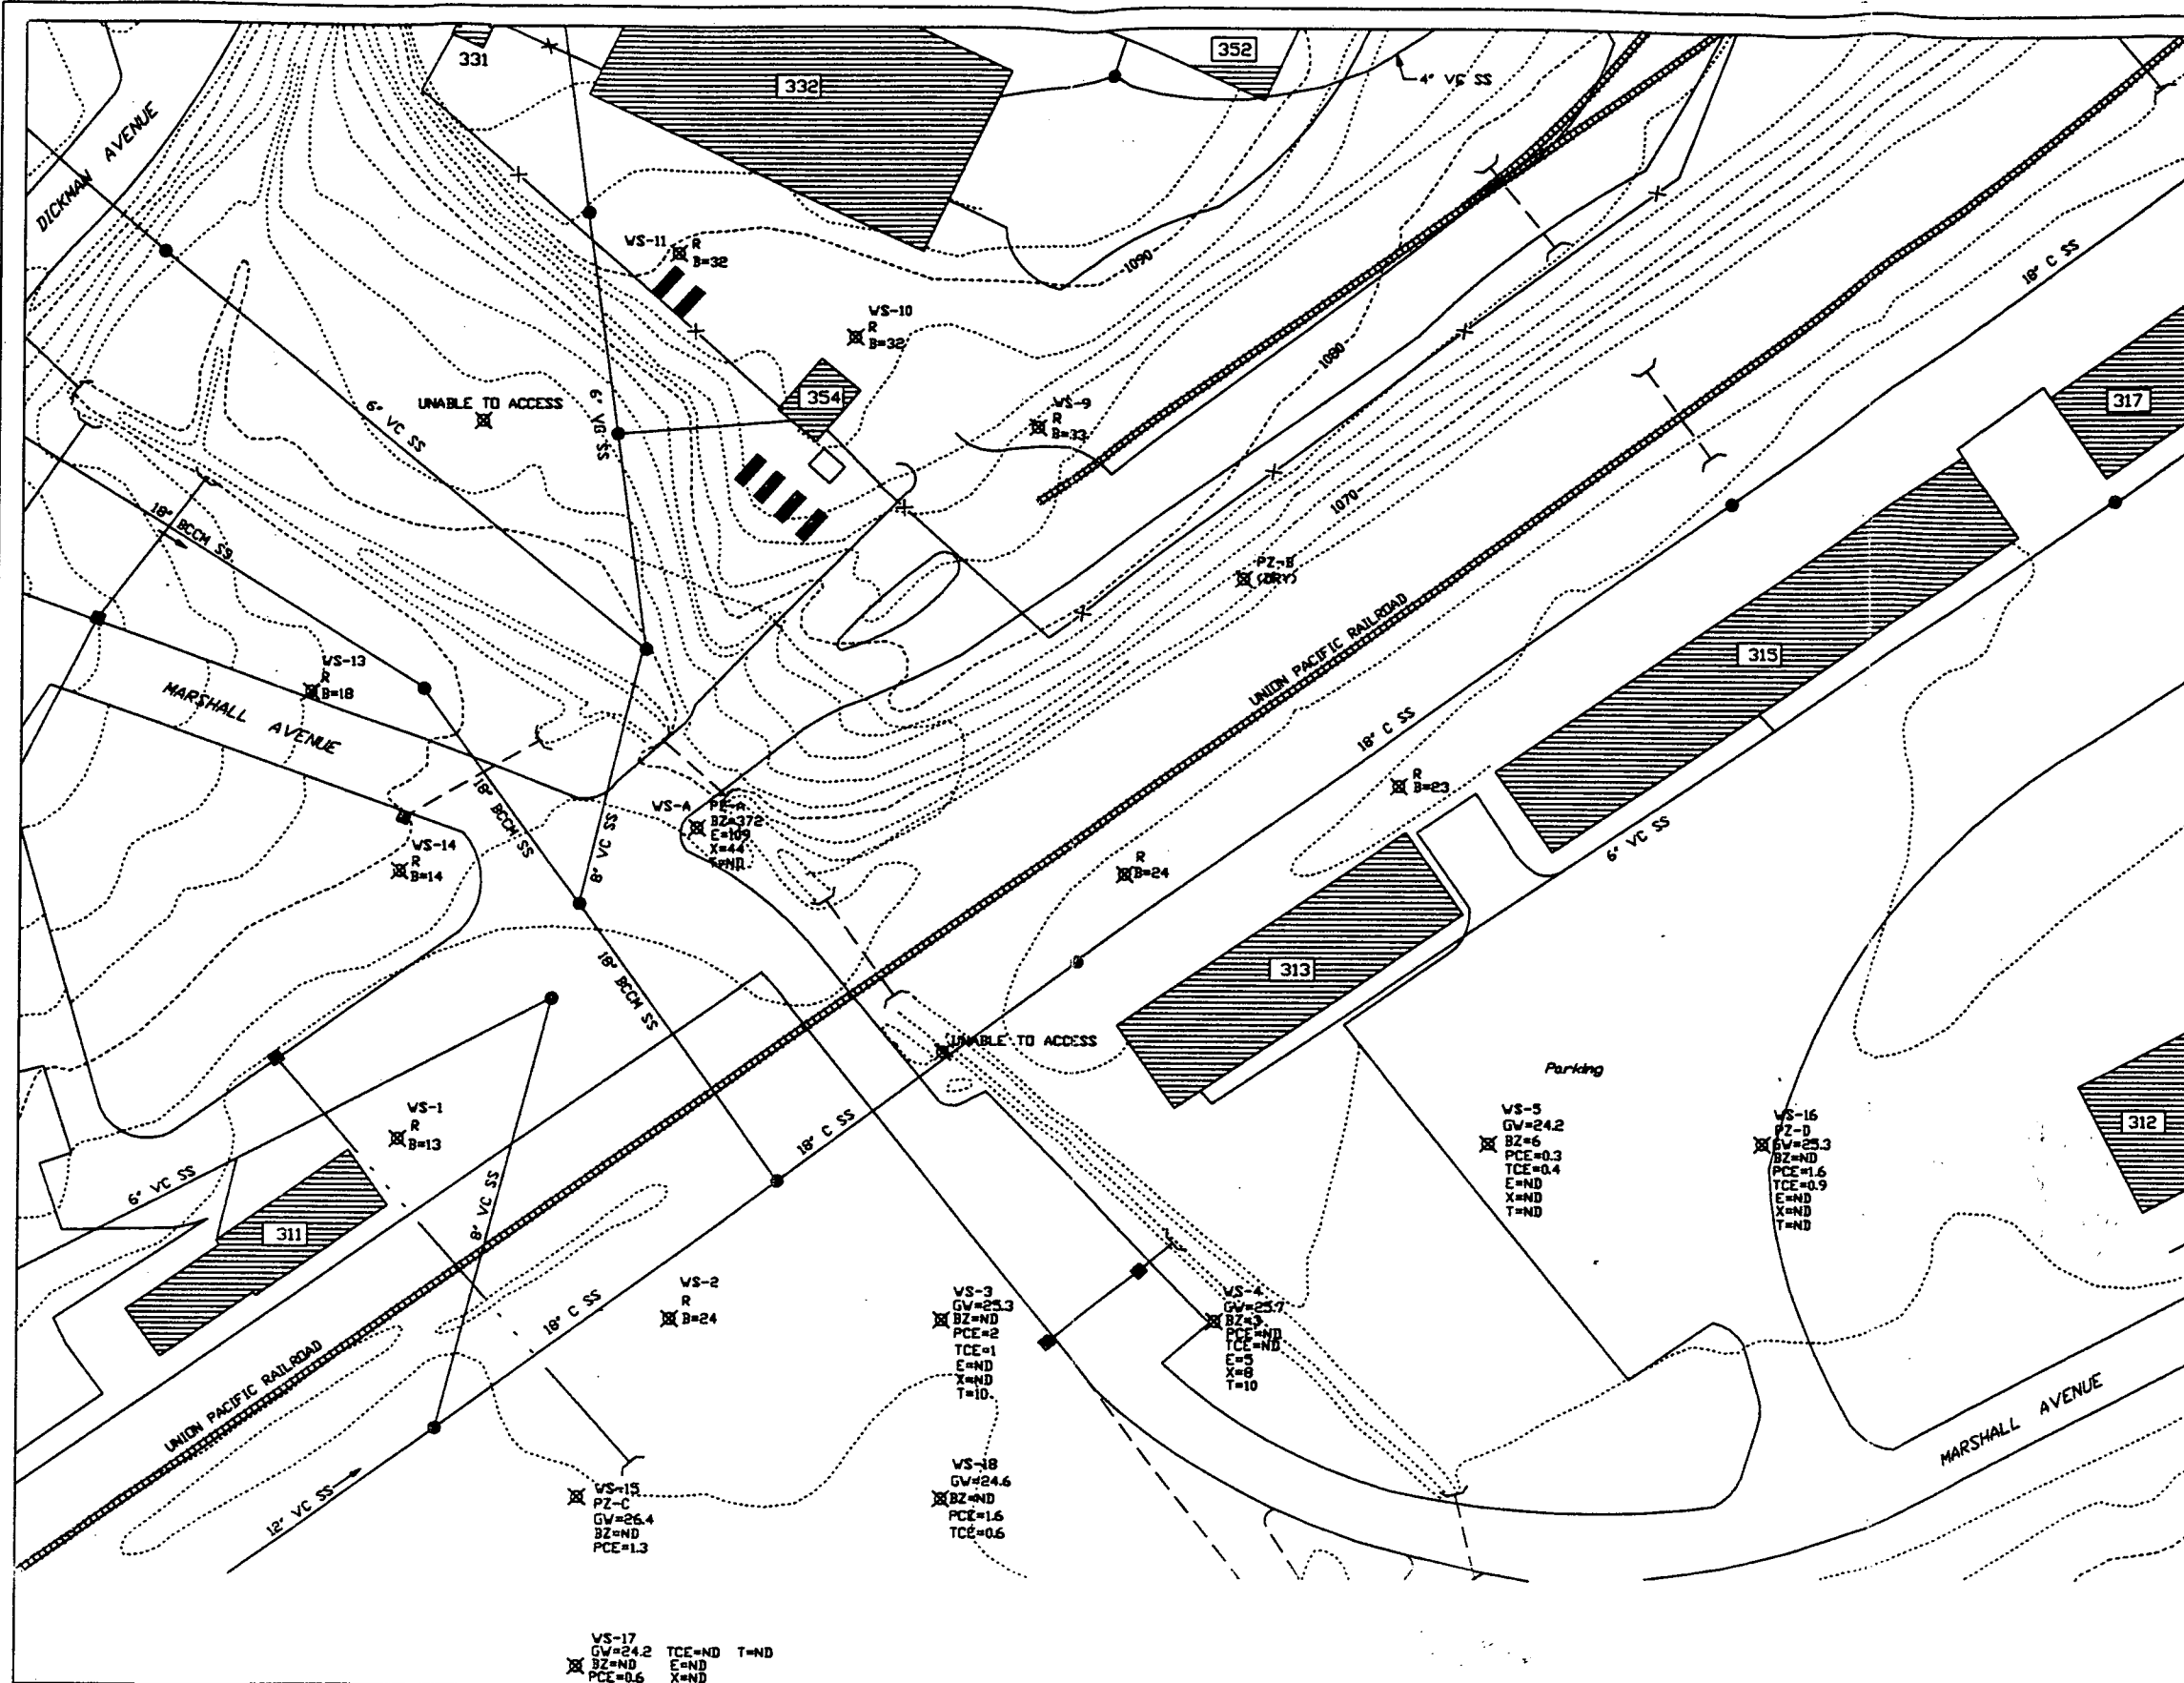 331
332
352
4" VC SS
DICKMAN AVENUE
WS-11
R
B=32
1090
18" C SS
WS-10
R
B=32
1080
354
UNABLE TO ACCESS
6" VC SS
6" VC SS
WS-9
R
B=33
317
1070
18" BCCM SS
PZ-B
(DRY)
UNION PACIFIC RAILROAD
315
WS-13
R
B=18
MARSHALL AVENUE
18" C SS
R
B=23
18" BCCM SS
8" VC SS
WS-A
PZ-A
BZ=372
E=109
X=44
T=ND
WS-14
R
B=14
R
B=24
6" VC SS
313
18" BCCM SS
UNABLE TO ACCESS
Parking
WS-1
R
B=13
18" C SS
WS-5
GW=24.2
BZ=6
PCE=0.3
TCE=0.4
E=ND
X=ND
T=ND
WS-16
PZ-D
GW=25.3
BZ=ND
PCE=1.6
TCE=0.9
E=ND
X=ND
T=ND
312
6" VC SS
8" VC SS
311
WS-2
R
B=24
18" C SS
WS-3
GW=25.3
BZ=ND
PCE=2
TCE=1
E=ND
X=ND
T=10
WS-4
GW=25.7
BZ=3
PCE=ND
TCE=ND
E=5
X=8
T=10
UNION PACIFIC RAILROAD
MARSHALL AVENUE
12" VC SS
WS-15
PZ-C
GW=26.4
BZ=ND
PCE=1.3
WS-18
GW=24.6
BZ=ND
PCE=1.6
TCE=0.6
WS-17
GW=24.2 TCE=ND T=ND
BZ=ND E=ND
PCE=0.6 X=ND